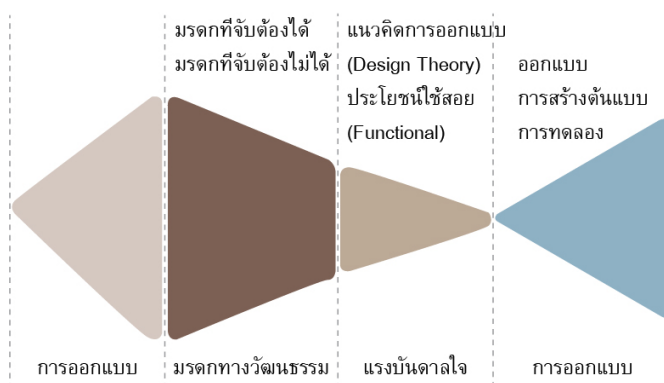 มรดกที่จับต้องได้
มรดกที่จับต้องไม่ได้
แนวคิดการออกแบบ
(Design Theory)
ประโยชน์ใช้สอย
(Functional)
ออกแบบ
การสร้างต้นแบบ
การทดลอง
การออกแบบ
มรดกทางวัฒนธรรม
แรงบันดาลใจ
การออกแบบ